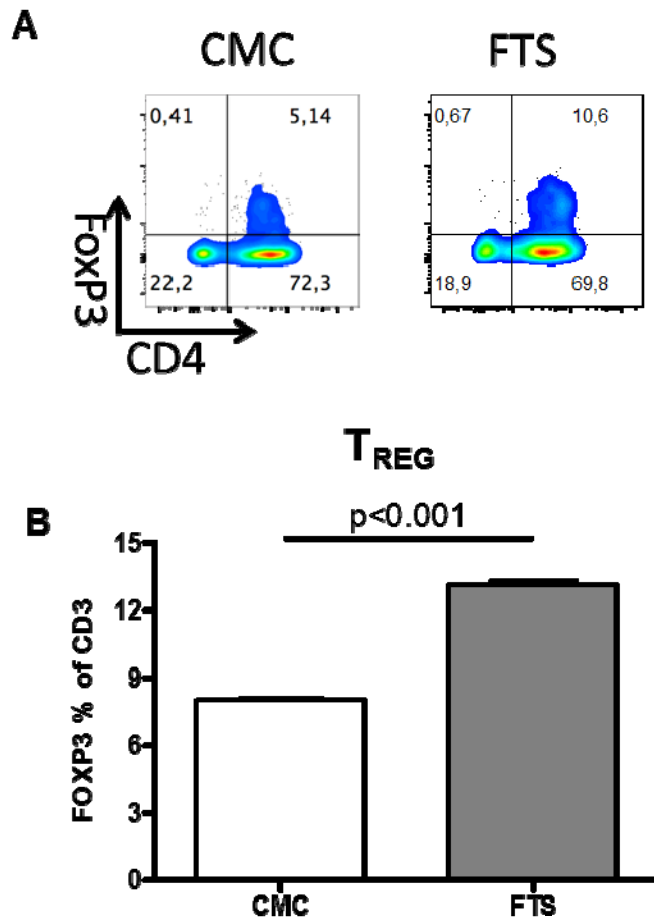 A
CMC FTS
0,41 5,14 0,67 10,6
FoxP3
22,2 72,3 18,9 69,8
CD4
TREG
B
p<0.001
15
12
9
6
3
0
FOXP3 % of CD3
CMC FTS